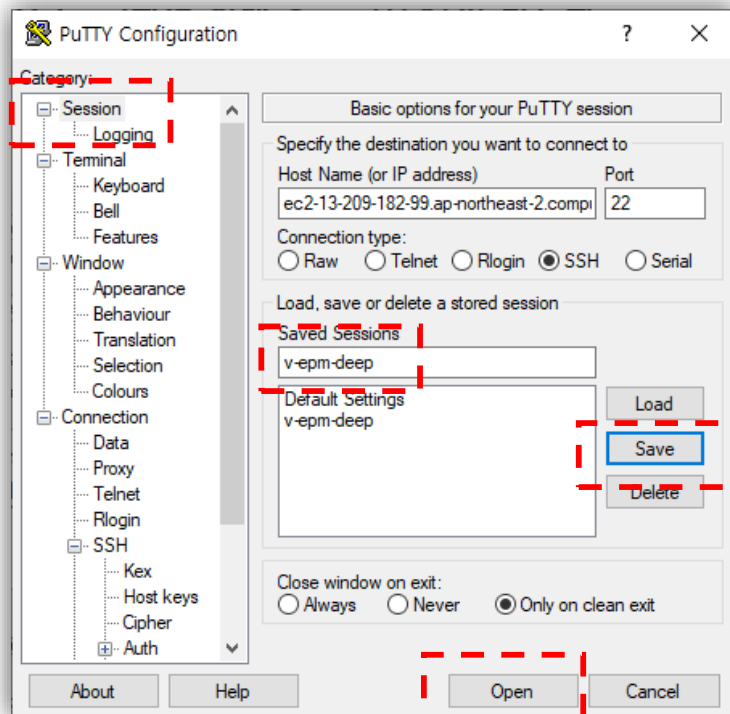 PuTTY Configuration
?
Category:
Session
Logging
Terminal
Keyboard
Bell
Features
Window
Appearance
Behaviour
Translation
Selection
Colours
Connection
Data
Proxy
Telnet
Rlogin
SSH
Kex
Host keys
Cipher
Auth
Basic options for your PuTTY session
Specify the destination you want to connect to
Host Name (or IP address) Port
ec2-13-209-182-99.ap-northeast-2.comp 22
Connection type:
Raw Telnet Rlogin SSH Serial
Load, save or delete a stored session
Saved Sessions
v-epm-deep
Default Settings
v-epm-deep
Load
Save
Delete
Close window on exit:
Always Never Only on clean exit
About Help Open Cancel